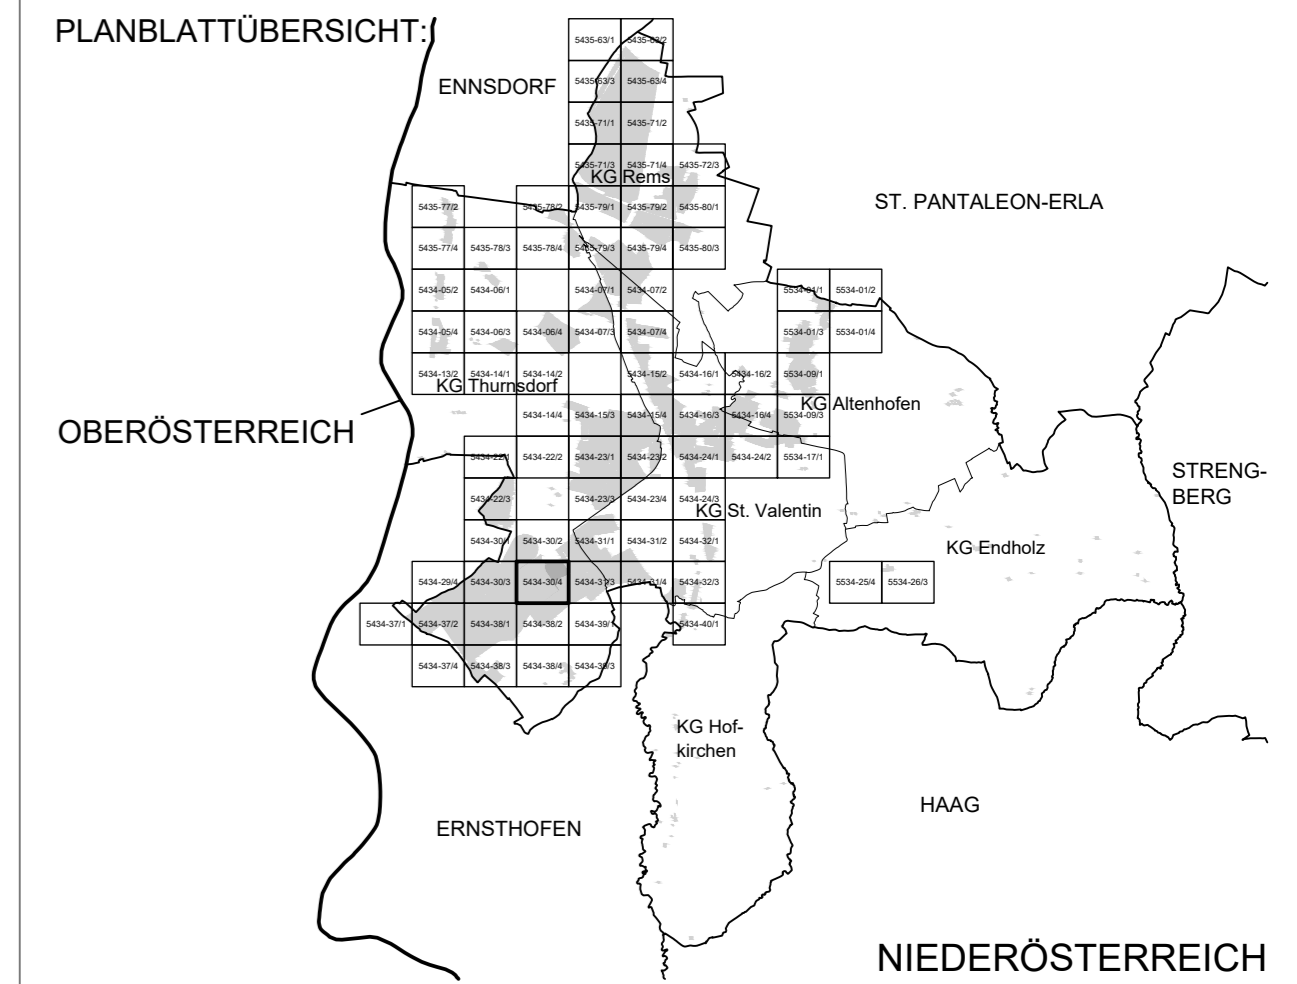 PLANBLATTÜBERSICHT:
5435-63/1 5435-63/2
ENNSDORF
5435-63/3 5435-63/4
5435-71/1 5435-71/2
5435-71/3 5435-71/4 5435-72/3
KG Rems
ST. PANTALEON-ERLA
5435-77/2 5435-78/2 5435-79/1 5435-79/2 5435-80/1
5435-77/4 5435-78/3 5435-78/4 5435-79/3 5435-79/4 5435-80/3
5434-05/2 5434-06/1 5434-07/1 5434-07/2 5534-01/1 5534-01/2
5434-05/4 5434-06/3 5434-06/4 5434-07/3 5434-07/4 5534-01/3 5534-01/4
5434-13/2 5434-14/1 5434-14/2 5434-15/2 5434-16/1 5434-16/2 5534-09/1
KG Thurnsdorf
KG Altenhofen
5434-14/4 5434-15/3 5434-15/4 5434-16/3 5434-16/4 5534-09/3
OBERÖSTERREICH
5434-22/1 5434-22/2 5434-23/1 5434-23/2 5434-24/1 5434-24/2 5534-17/1
STRENG-
BERG
5434-22/3 5434-23/3 5434-23/4 5434-24/3
KG St. Valentin
5434-30/1 5434-30/2 5434-31/1 5434-31/2 5434-32/1
KG Endholz
5434-29/4 5434-30/3 5434-30/4 5434-31/3 5434-31/4 5434-32/3 5534-25/4 5534-26/3
5434-37/1 5434-37/2 5434-38/1 5434-38/2 5434-39/1 5434-40/1
5434-37/4 5434-38/3 5434-38/4 5434-39/3
KG Hof-
kirchen
HAAG
ERNSTHOFEN
NIEDERÖSTERREICH